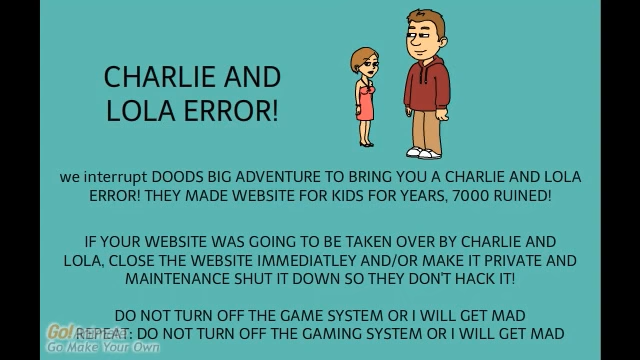 CHARLIE AND
LOLA ERROR!
we interrupt DOODS BIG ADVENTURE TO BRING YOU A CHARLIE AND LOLA
ERROR! THEY MADE WEBSITE FOR KIDS FOR YEARS, 7000 RUINED!
IF YOUR WEBSITE WAS GOING TO BE TAKEN OVER BY CHARLIE AND
LOLA, CLOSE THE WEBSITE IMMEDIATLEY AND/OR MAKE IT PRIVATE AND
MAINTENANCE SHUT IT DOWN SO THEY DON'T HACK IT!
DO NOT TURN OFF THE GAME SYSTEM OR I WILL GET MAD
REPEAT: DO NOT TURN OFF THE GAMING SYSTEM OR I WILL GET MAD
Go!Animate
Go Make Your Own